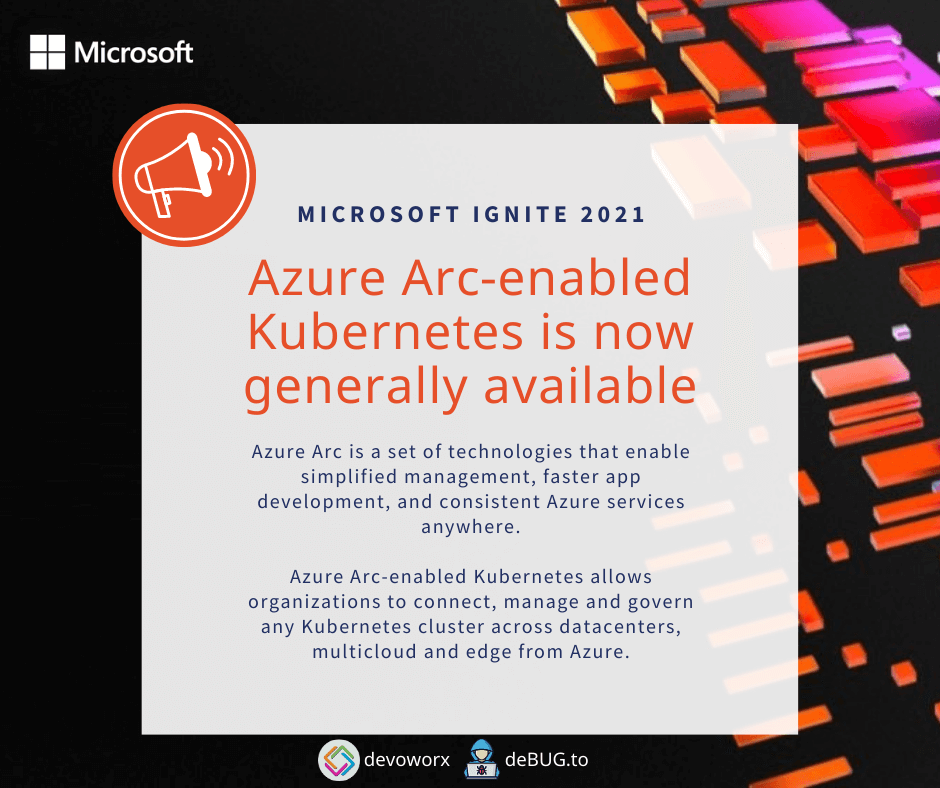 Microsoft
MICROSOFT IGNITE 2021
Azure Arc-enabled
Kubernetes is now
generally available
Azure Arc is a set of technologies that enable
simplified management, faster app
development, and consistent Azure services
anywhere.
Azure Arc-enabled Kubernetes allows
organizations to connect, manage and govern
any Kubernetes cluster across datacenters,
multicloud and edge from Azure.
devoworx deBUG.to